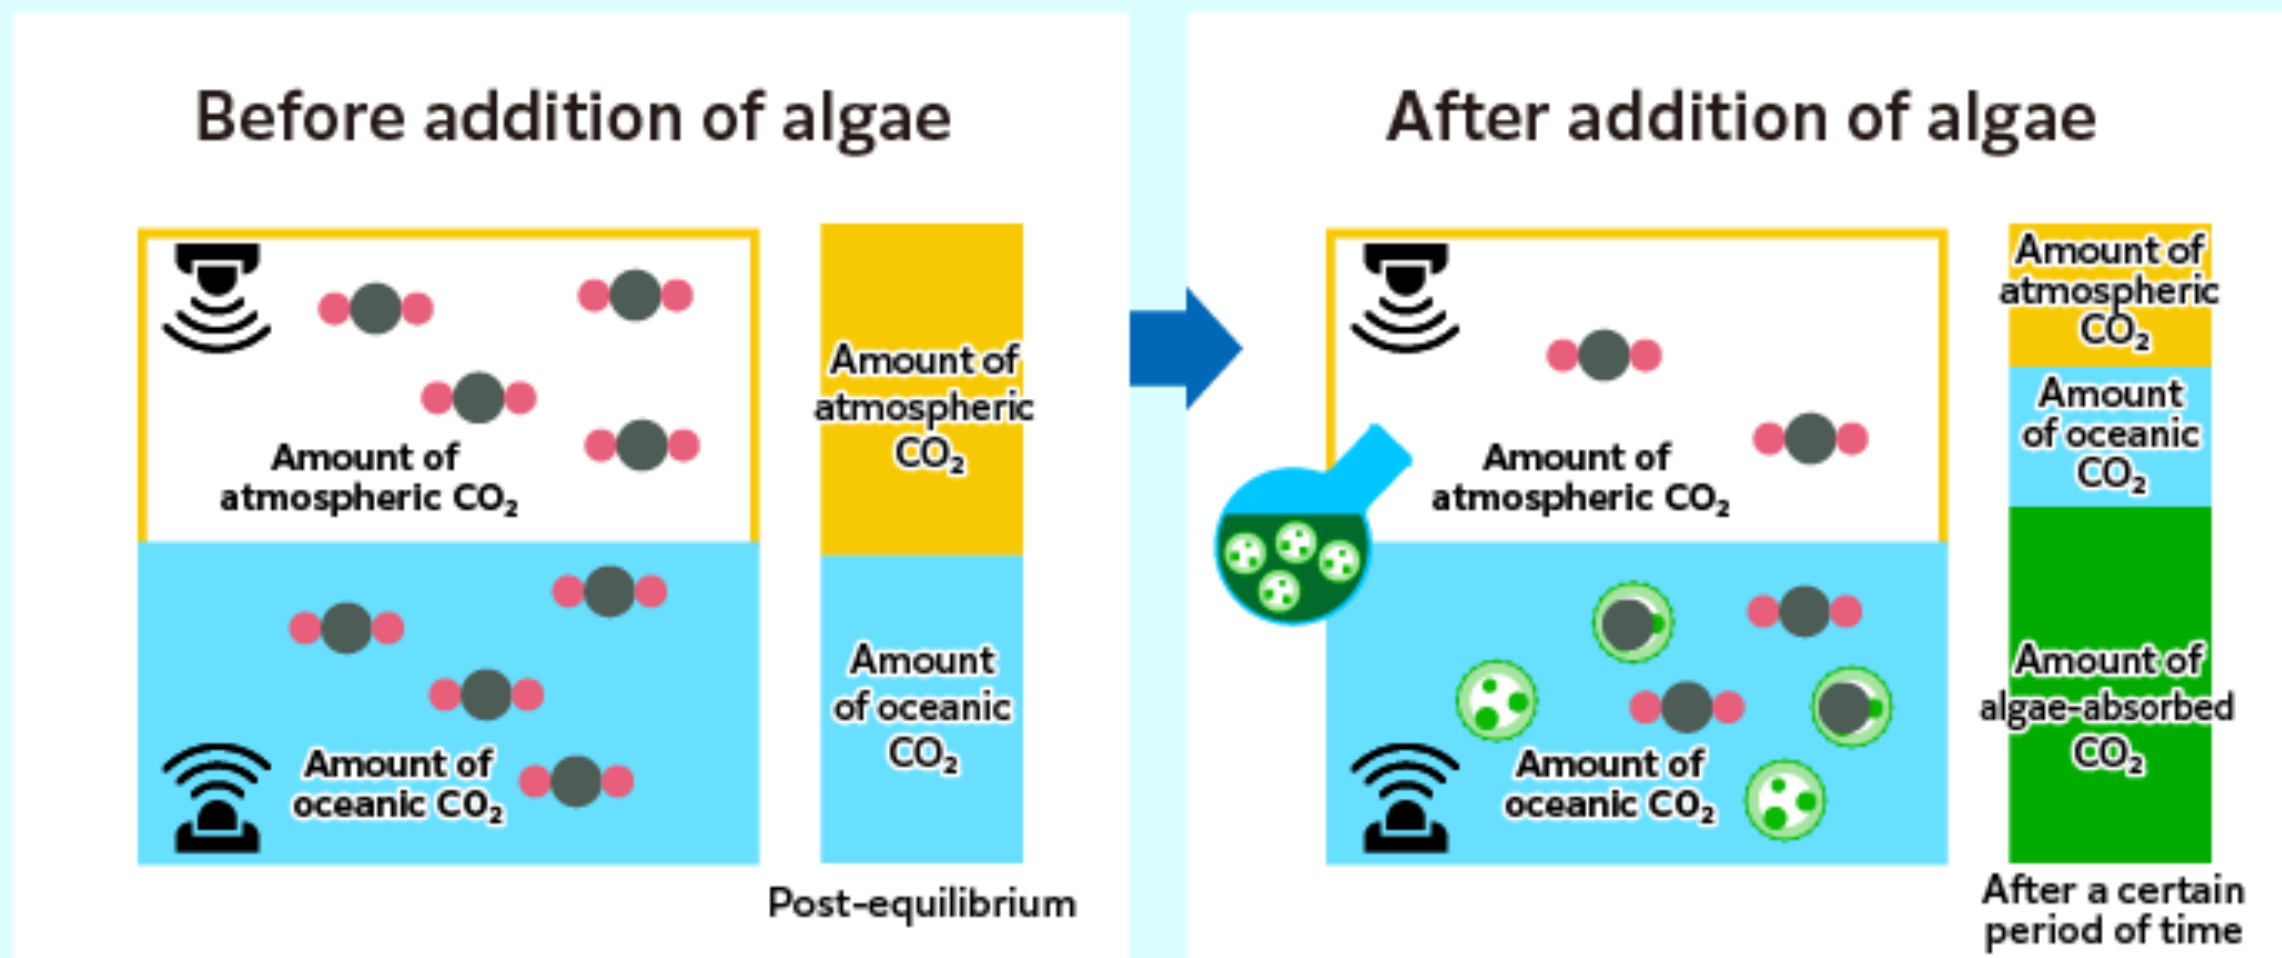 Before addition of algae
Amount of
atmospheric CO₂
Amount of
oceanic CO₂
Amount of
atmospheric
CO₂
Amount
of oceanic
CO₂
Post-equilibrium
After addition of algae
Amount of
atmospheric CO₂
Amount of
oceanic CO₂
Amount of
atmospheric
CO₂
Amount
of oceanic
CO₂
Amount of
algae-absorbed
CO₂
After a certain
period of time